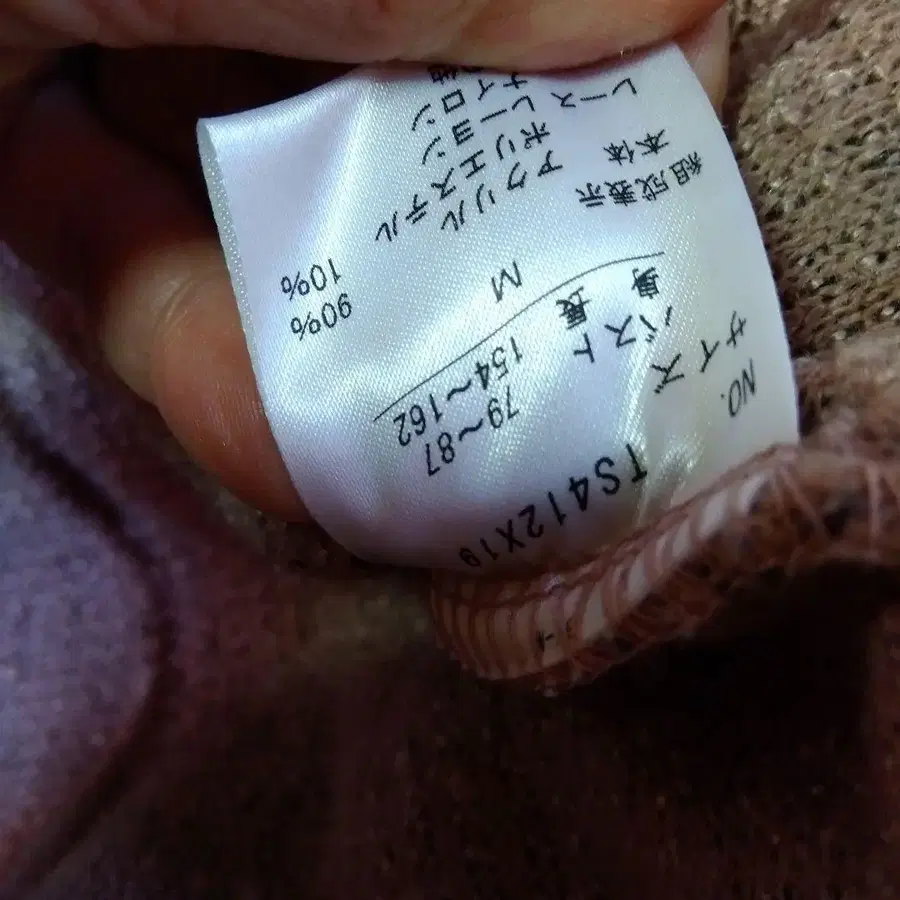 NO. TS412X19
サイズ
バスト 79～87
身長 154～162
M
組成表示
本体 アクリル 90%
ポリエステル 10%
レース レーヨン
ナイロン